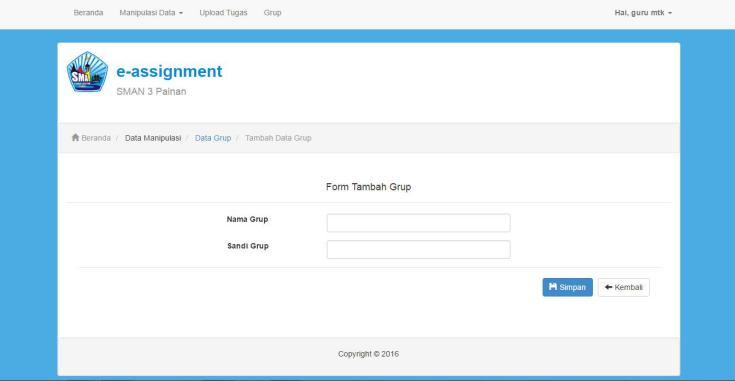 Beranda Manipulasi Data Upload Tugas Grup Hai, guru mtk
SMA
e-assignment
SMAN 3 Painan
Beranda / Data Manipulasi / Data Grup / Tambah Data Grup
Form Tambah Grup
Nama Grup
Sandi Grup
Simpan Kembali
Copyright © 2016